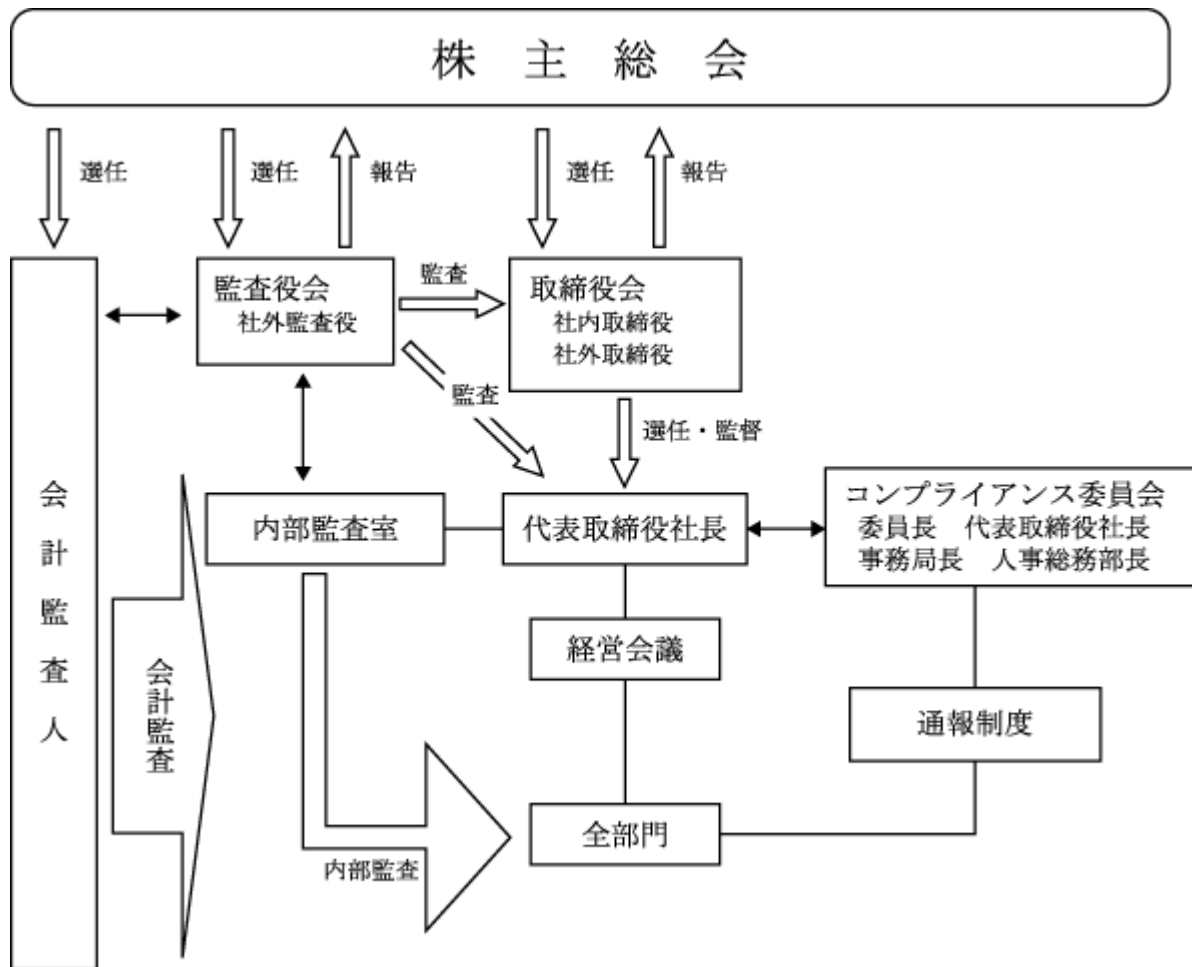 株主総会
選任
選任
報告
選任
報告
監査役会
社外監査役
監査
取締役会
社内取締役
社外取締役
監査
選任・監督
会計監査人
内部監査室
代表取締役社長
コンプライアンス委員会
委員長 代表取締役社長
事務局長 人事総務部長
経営会議
会計監査
通報制度
全部門
内部監査